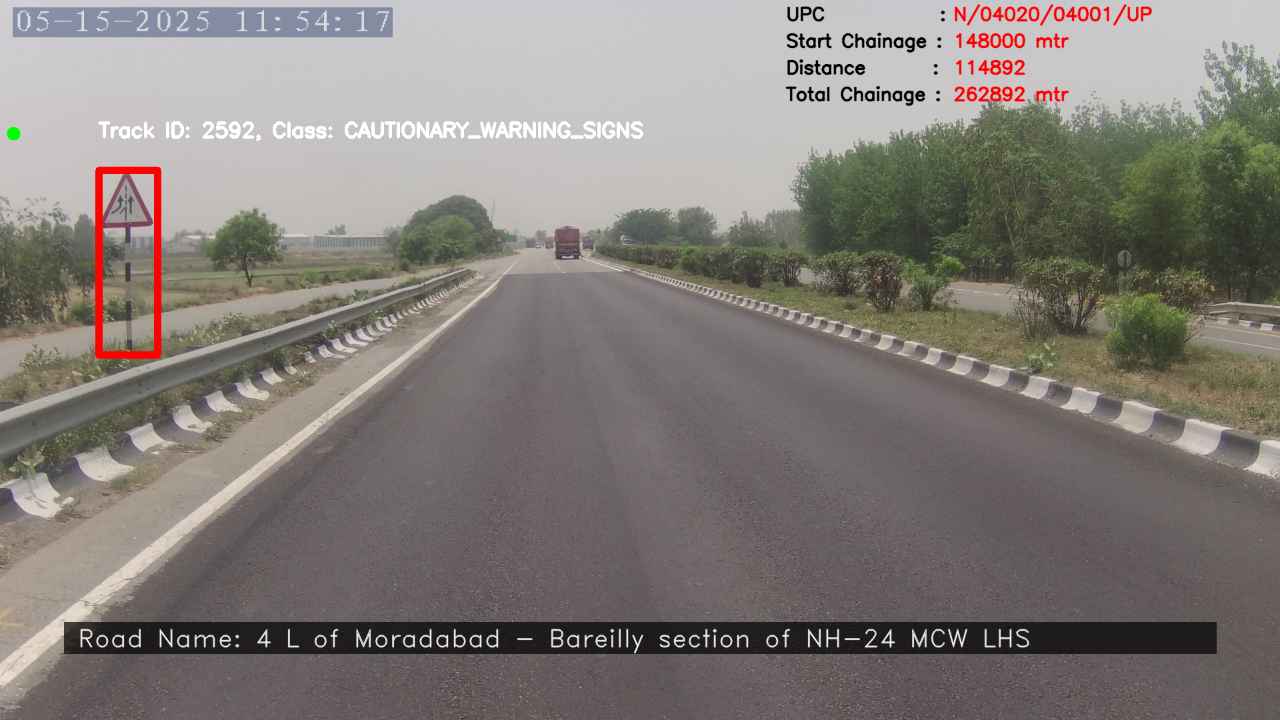 05-15-2025 11:54:17
UPC : N/04020/04001/UP
Start Chainage : 148000 mtr
Distance : 114892
Total Chainage : 262892 mtr
Track ID: 2592, Class: CAUTIONARY_WARNING_SIGNS
Road Name: 4 L of Moradabad - Bareilly section of NH-24 MCW LHS